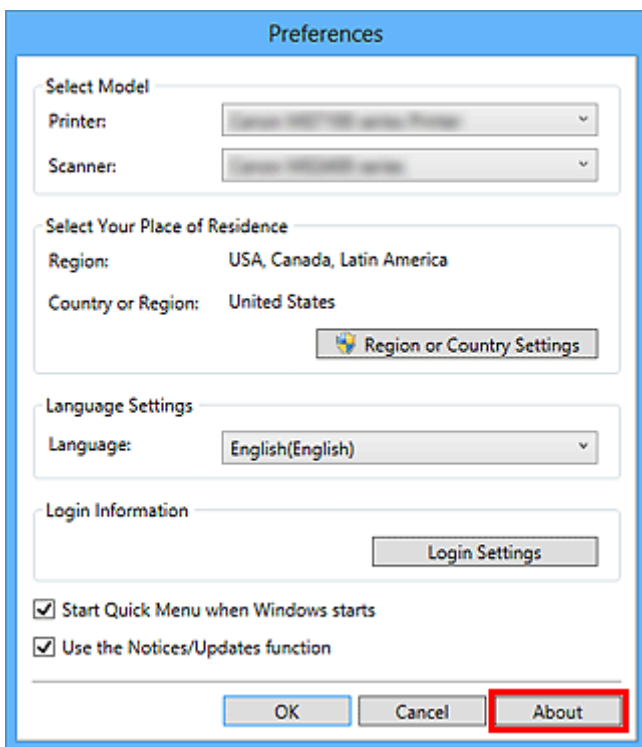 Preferences
Select Model
Printer:
Scanner:
Select Your Place of Residence
Region: USA, Canada, Latin America
Country or Region: United States
Region or Country Settings
Language Settings
Language: English(English)
Login Information
Login Settings
Start Quick Menu when Windows starts
Use the Notices/Updates function
OK Cancel About